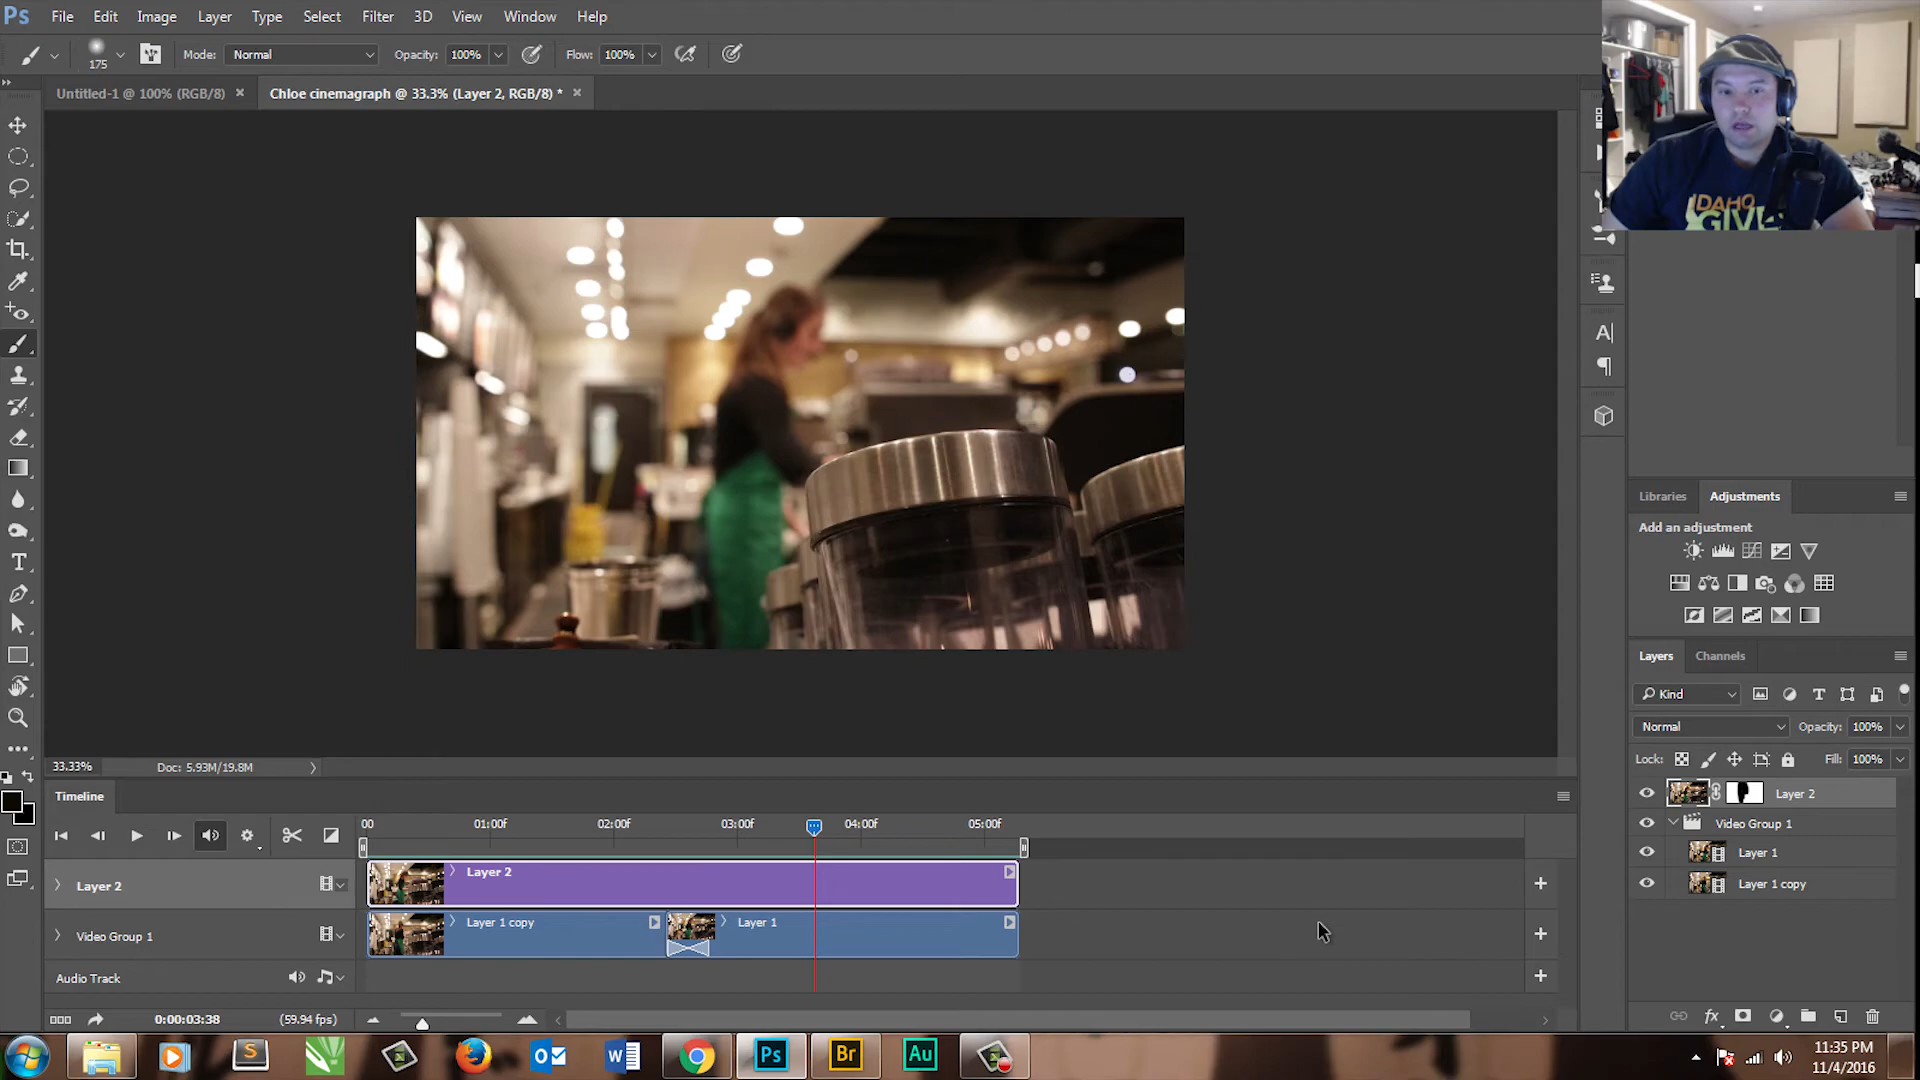 Ps File Edit Image Layer Type Select Filter 3D View Window Help
175 Mode: Normal Opacity: 100% Flow: 100%
Untitled-1 @ 100% (RGB/8) × Chloe cinemagraph @ 33.3% (Layer 2, RGB/8) * ×
IDAHO
GIVE
Libraries Adjustments
Add an adjustment
Layers Channels
Kind
Normal Opacity: 100%
Lock: Fill: 100%
Layer 2
Video Group 1
Layer 1
Layer 1 copy
33.33% Doc: 5.93M/19.8M
Timeline
00 01:00f 02:00f 03:00f 04:00f 05:00f
Layer 2 Layer 2
Video Group 1 Layer 1 copy Layer 1
Audio Track
0:00:03:38 (59.94 fps)
Ps Br Au
11:35 PM
11/4/2016